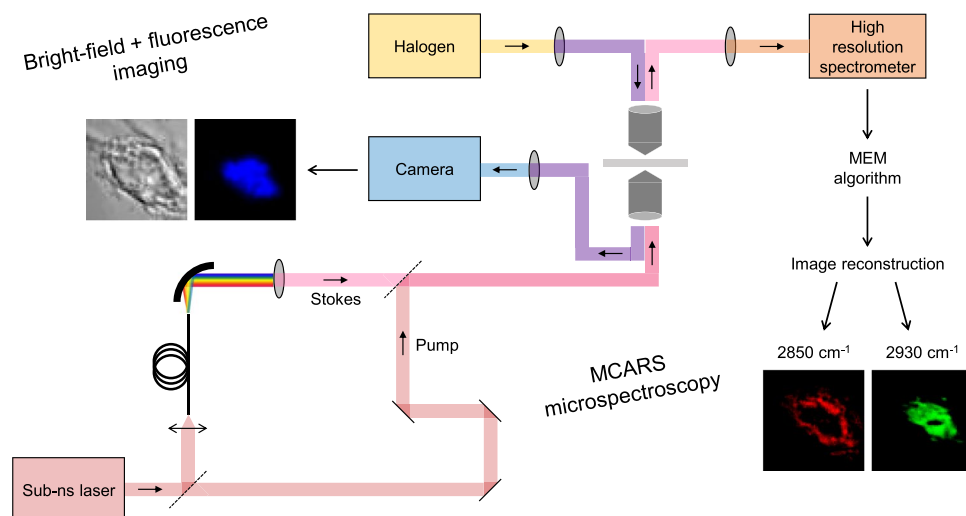 Bright-field + fluorescence
imaging
Halogen
High
resolution
spectrometer
Camera
MEM
algorithm
Image reconstruction
Stokes
Pump
2850 cm⁻¹
2930 cm⁻¹
MCARS
microspectroscopy
Sub-ns laser